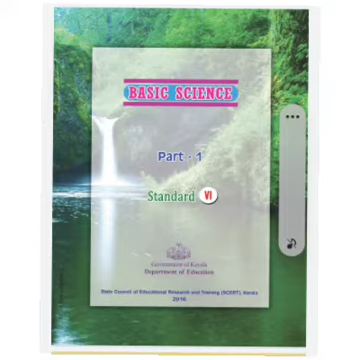 BASIC SCIENCE
Part - 1
Standard VI
Government of Kerala
Department of Education
State Council of Educational Research and Training (SCERT), Kerala
2016